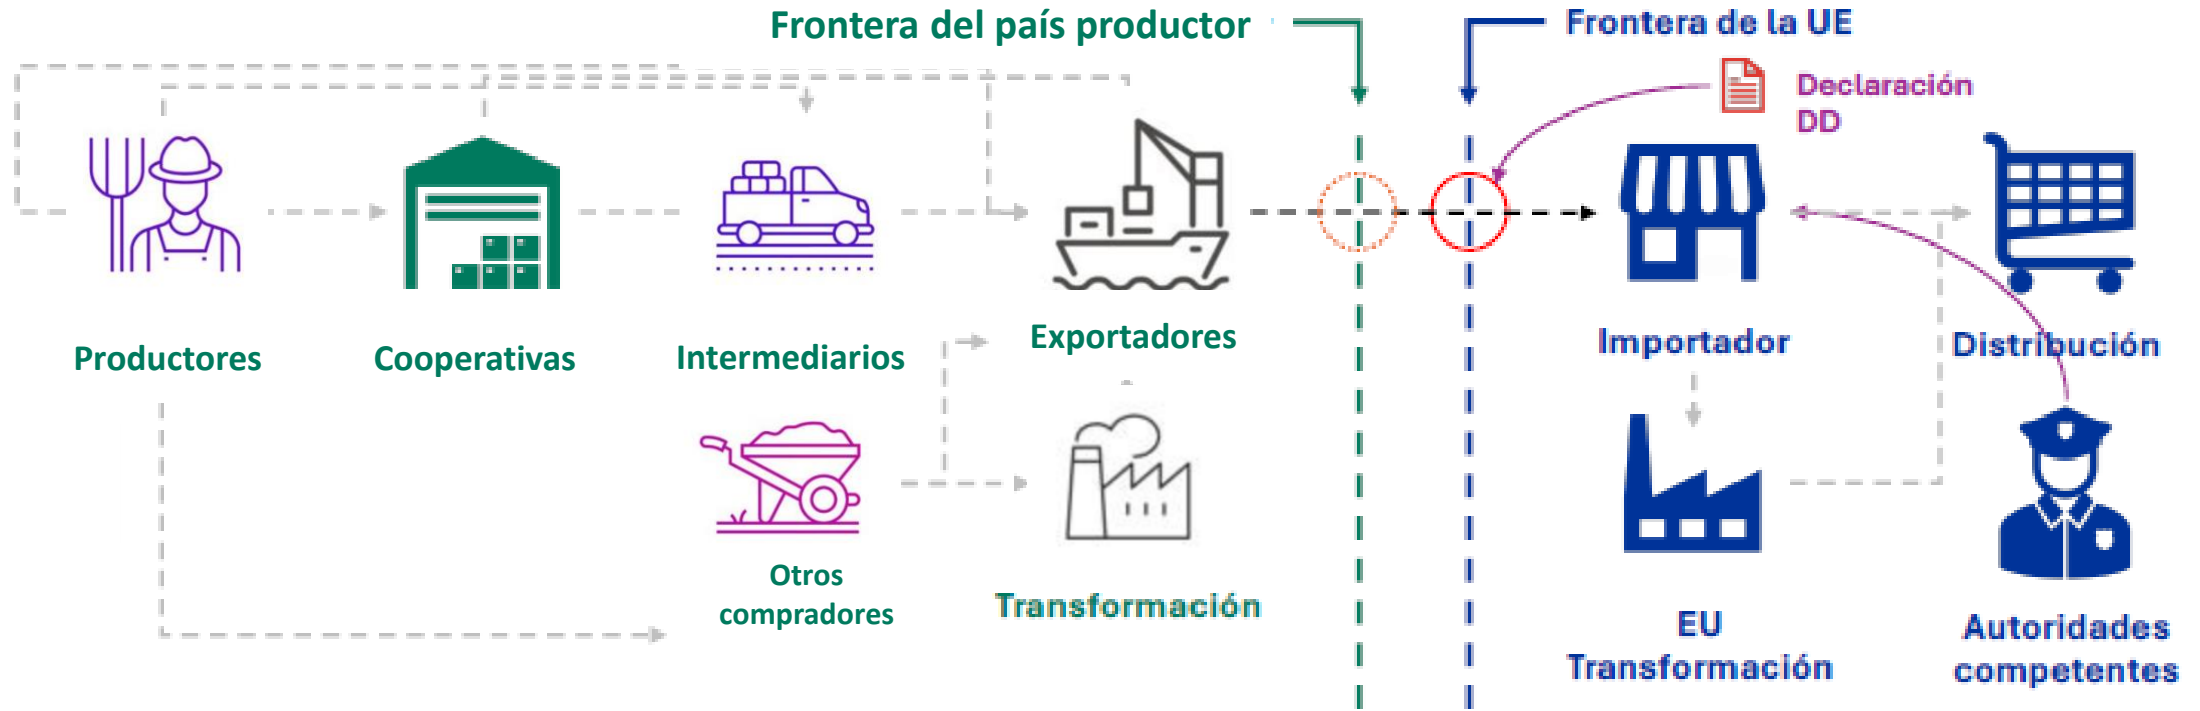 Frontera del país productor
Frontera de la UE
Declaración
DD
Productores
Cooperativas
Intermediarios
Exportadores
Importador
Distribución
Otros
compradores
Transformación
EU
Transformación
Autoridades
competentes